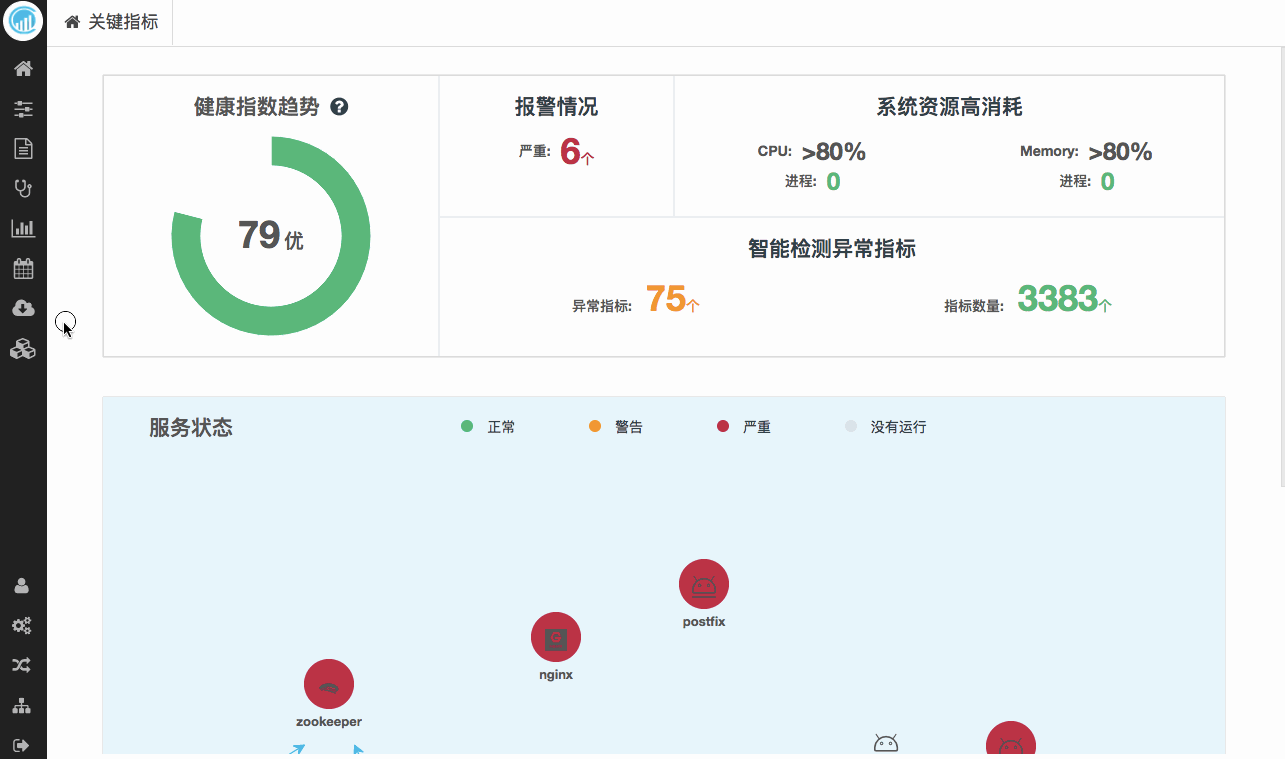 关键指标
健康指数趋势
79 优
报警情况
严重: 6个
系统资源高消耗
CPU: >80%
进程: 0
Memory: >80%
进程: 0
智能检测异常指标
异常指标: 75个
指标数量: 3383个
服务状态
正常
警告
严重
没有运行
postfix
nginx
zookeeper